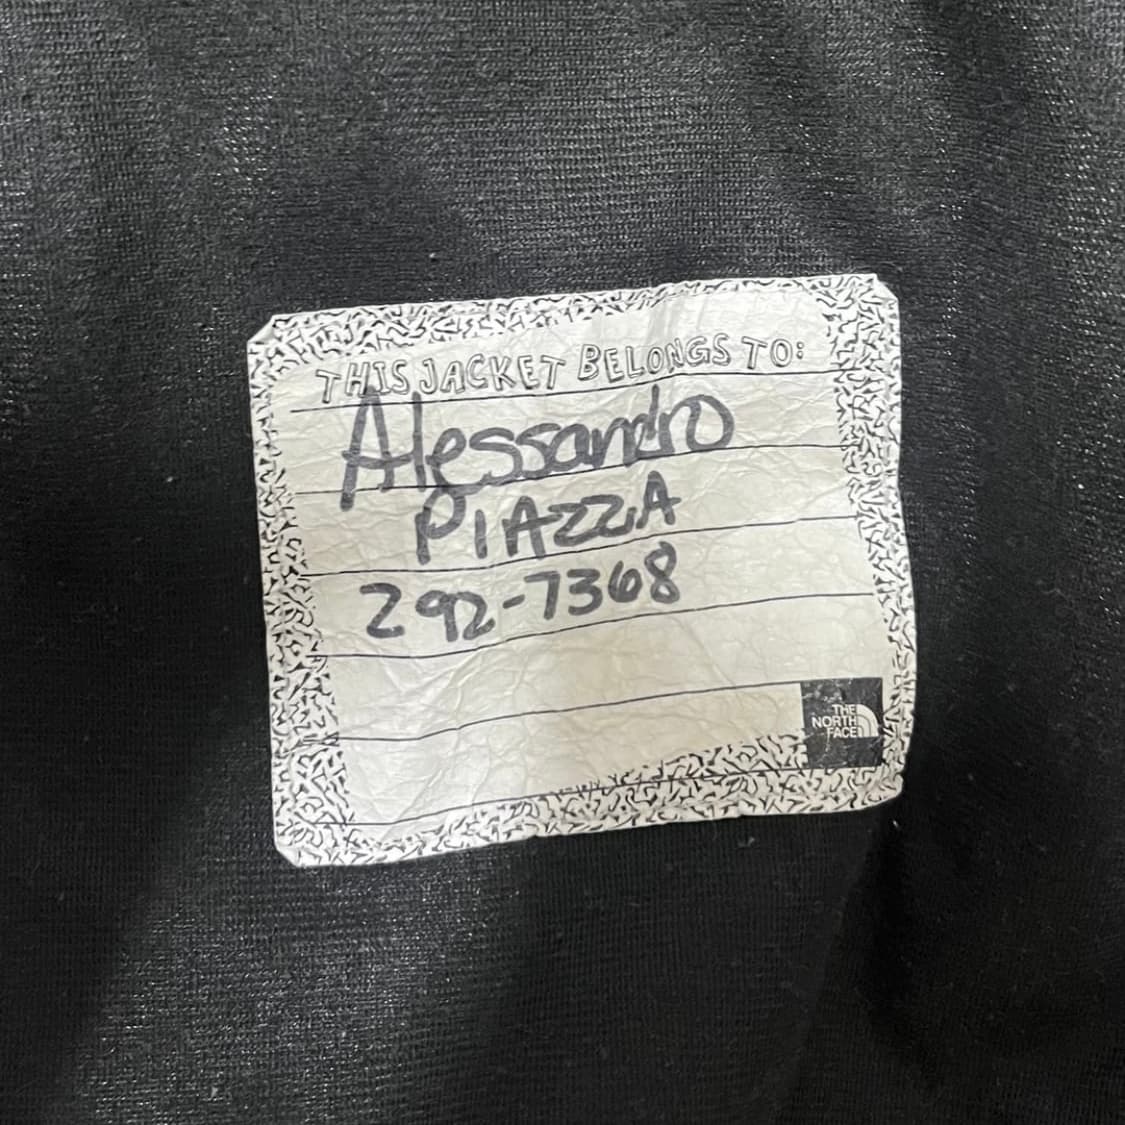 THIS JACKET BELONGS TO:
Alessandro
PIAZZA
292-7368
THE
NORTH
FACE